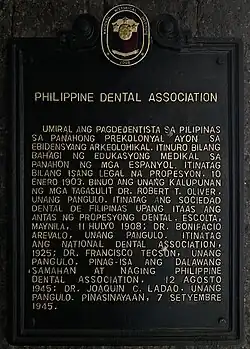 PHILIPPINE DENTAL ASSOCIATION
UMIRAL ANG PAGDEDENTISTA SA PILIPINAS
SA PANAHONG PREKOLONYAL AYON SA
EBIDENSYANG ARKEOLOHIKAL. ITINURO BILANG
BAHAGI NG EDUKASYONG MEDIKAL SA
PANAHON NG MGA ESPANYOL. ITINATAG
BILANG ISANG LEGAL NA PROPESYON, 10
ENERO 1903. BINUO ANG UNANG KALUPUNAN
NG MGA TAGASULIT DR. ROBERT T. OLIVER,
UNANG PANGULO. ITINATAG ANG SOCIEDAD
DENTAL DE FILIPINAS UPANG ITAAS ANG
ANTAS NG PROPESYONG DENTAL, ESCOLTA,
MAYNILA, 11 HULYO 1908; DR. BONIFACIO
AREVALO, UNANG PANGULO. ITINATAG
ANG NATIONAL DENTAL ASSOCIATION,
1925; DR. FRANCISCO TECSON, UNANG
PANGULO. PINAG-ISA ANG DALAWANG
SAMAHAN AT NAGING PHILIPPINE
DENTAL ASSOCIATION, 12 AGOSTO
1945; DR. JOAQUIN C. LADAO, UNANG
PANGULO. PINASINAYAAN, 7 SETYEMBRE
1945.